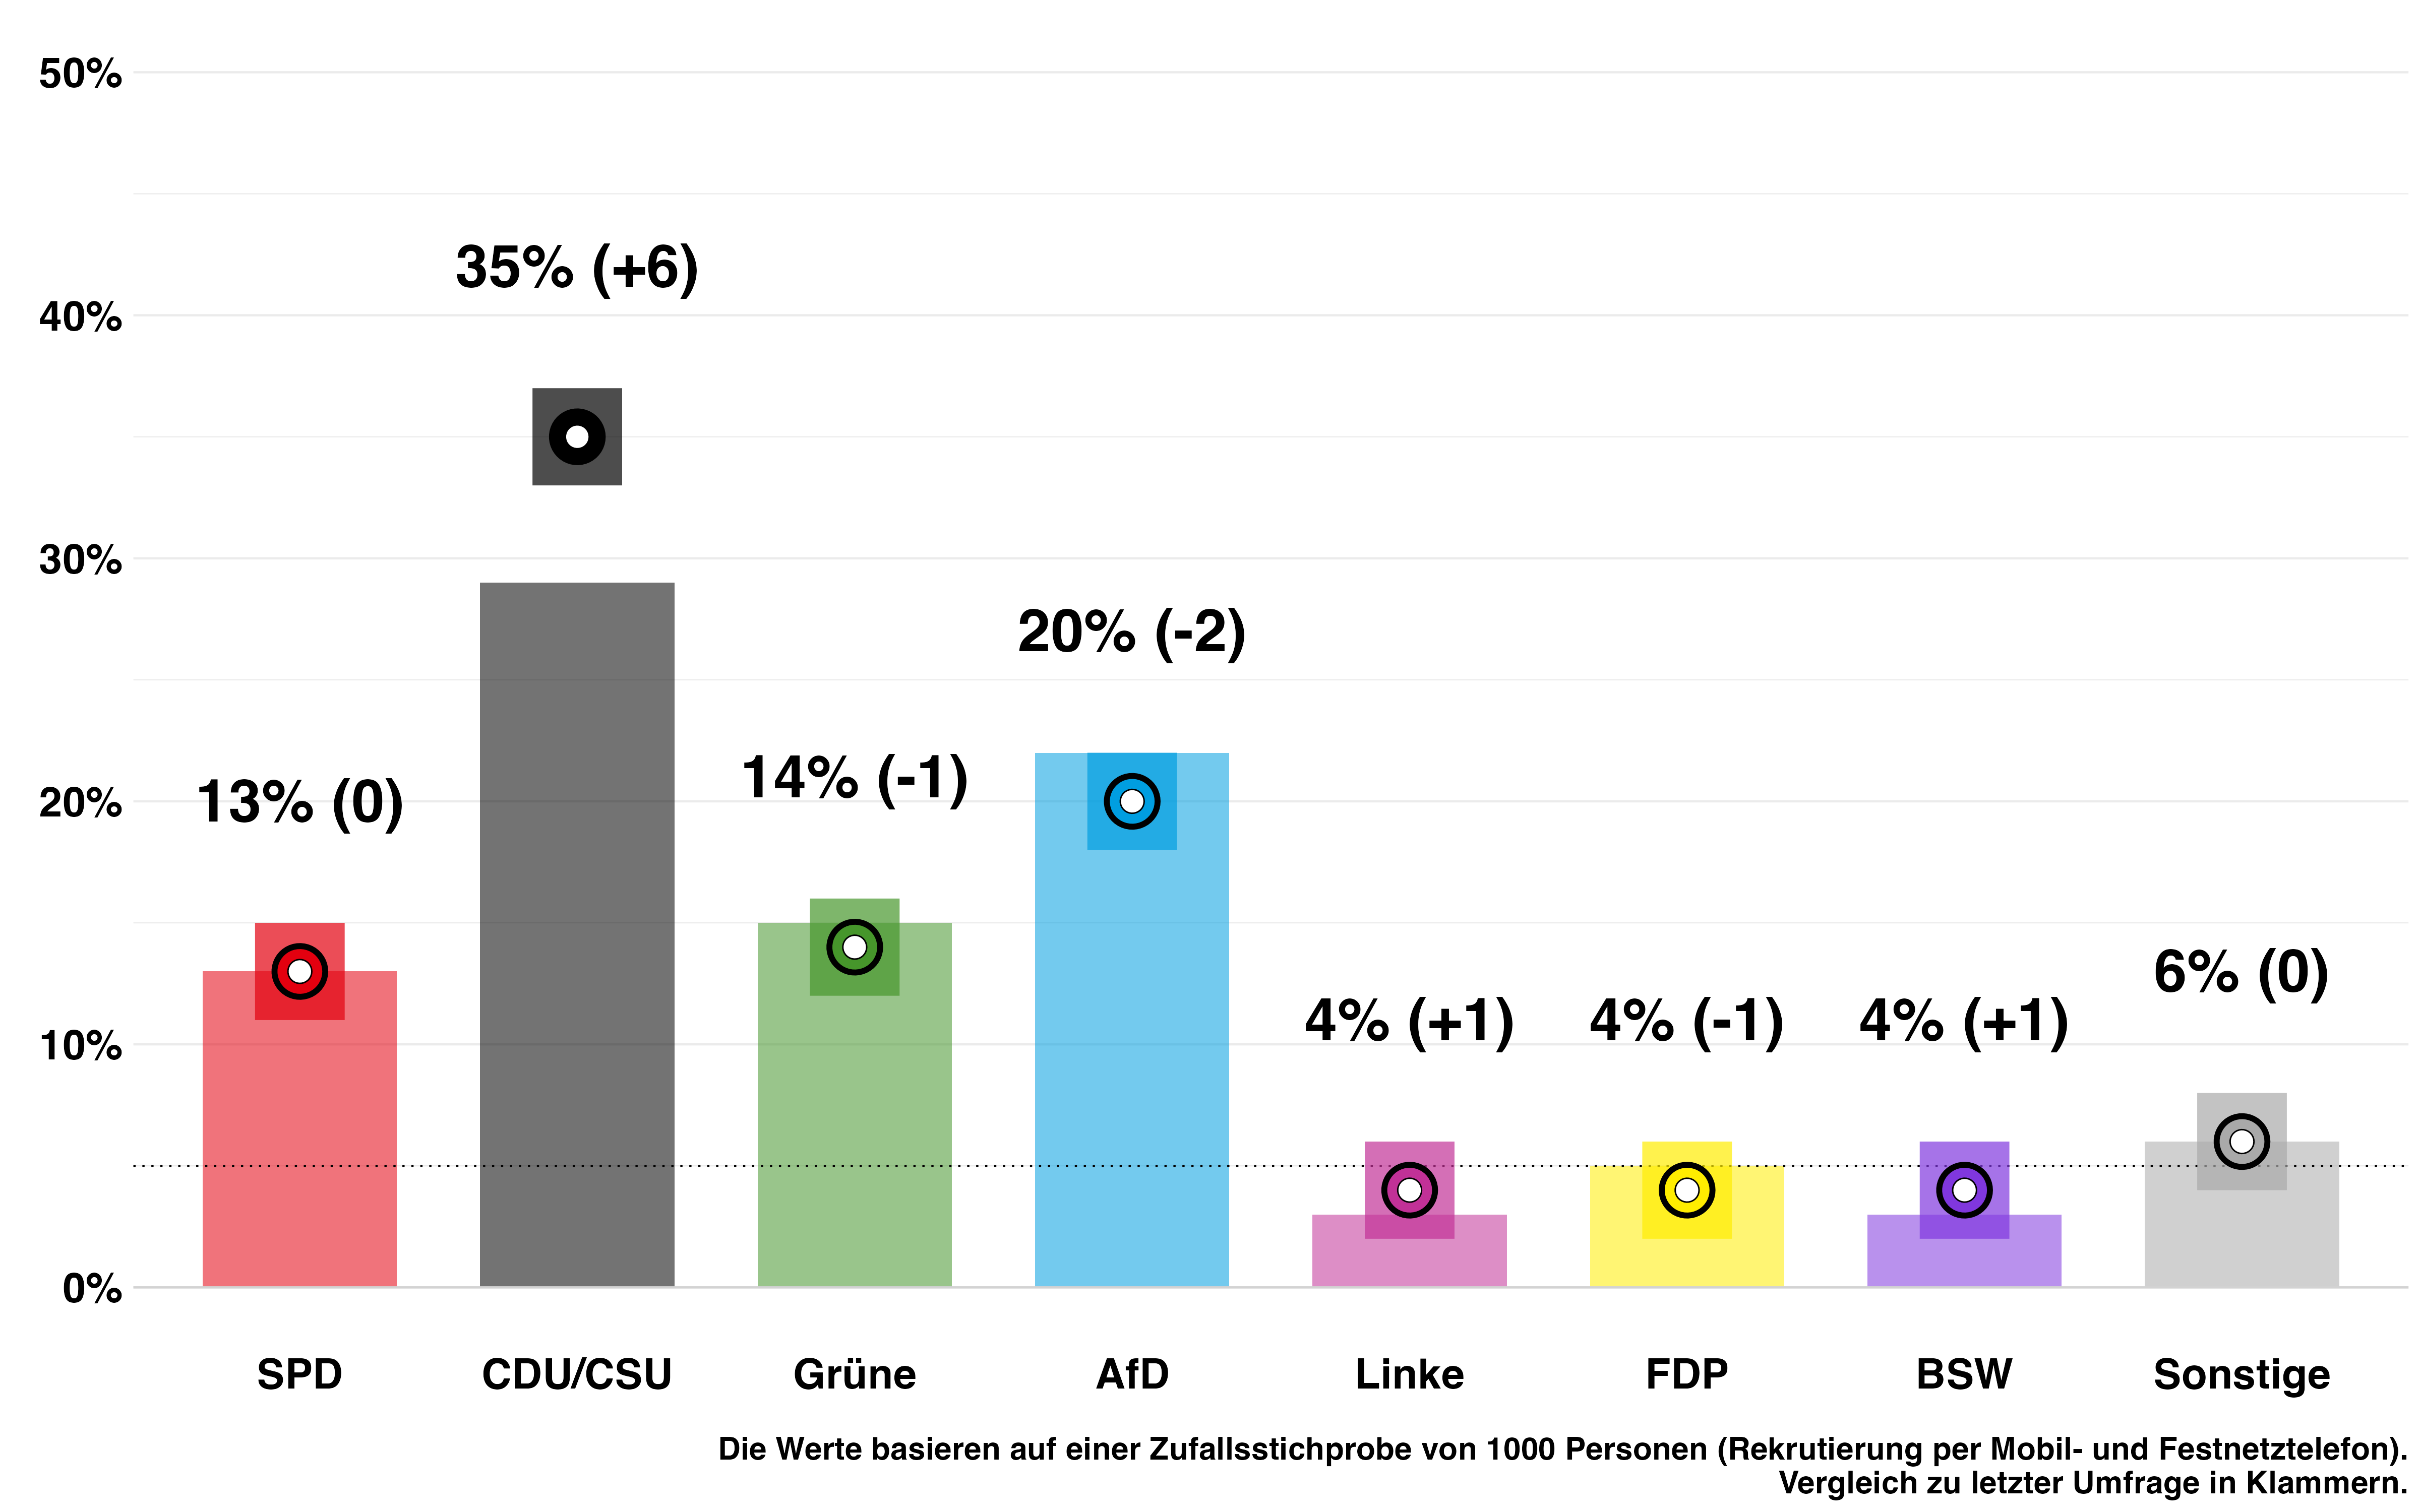 50%
40%
30%
20%
10%
0%
35% (+6)
20% (-2)
14% (-1)
13% (0)
6% (0)
4% (+1)
4% (-1)
4% (+1)
SPD
CDU/CSU
Grüne
AfD
Linke
FDP
BSW
Sonstige
Die Werte basieren auf einer Zufallsstichprobe von 1000 Personen (Rekrutierung per Mobil- und Festnetztelefon).
Vergleich zu letzter Umfrage in Klammern.